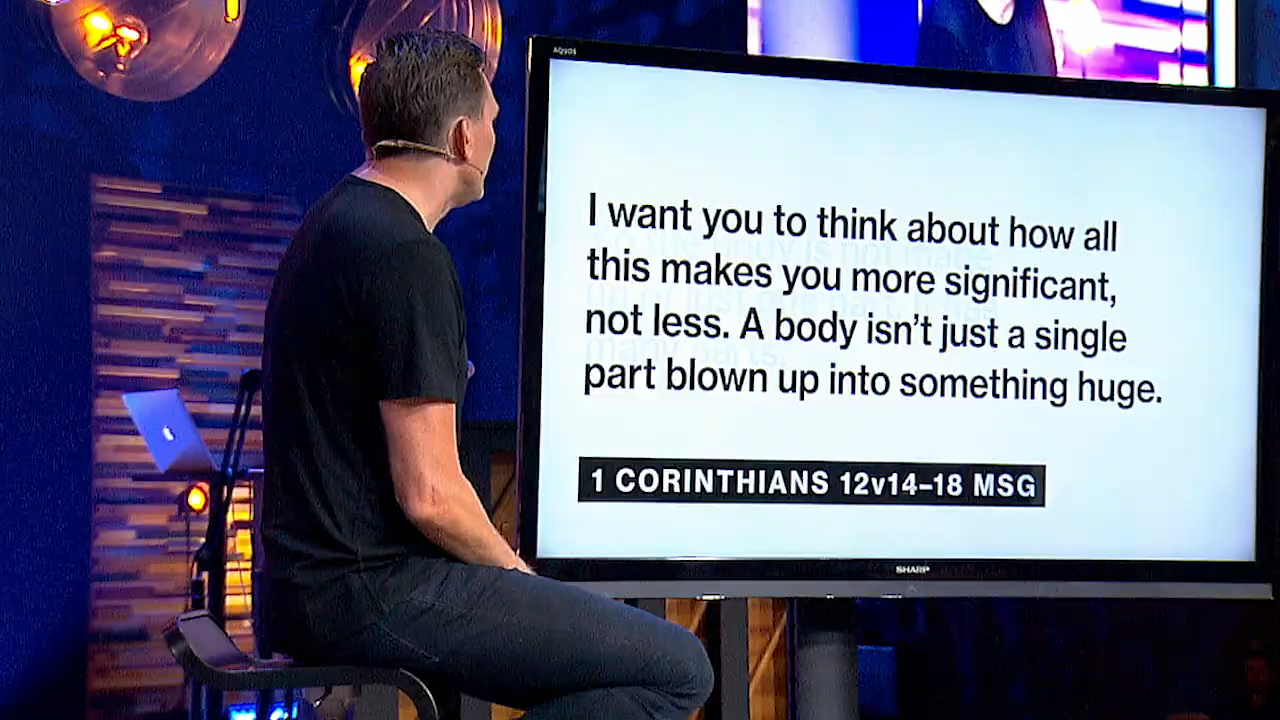 AQUOS
I want you to think about how all
this makes you more significant,
not less. A body isn't just a single
part blown up into something huge.
1 CORINTHIANS 12v14–18 MSG
SHARP